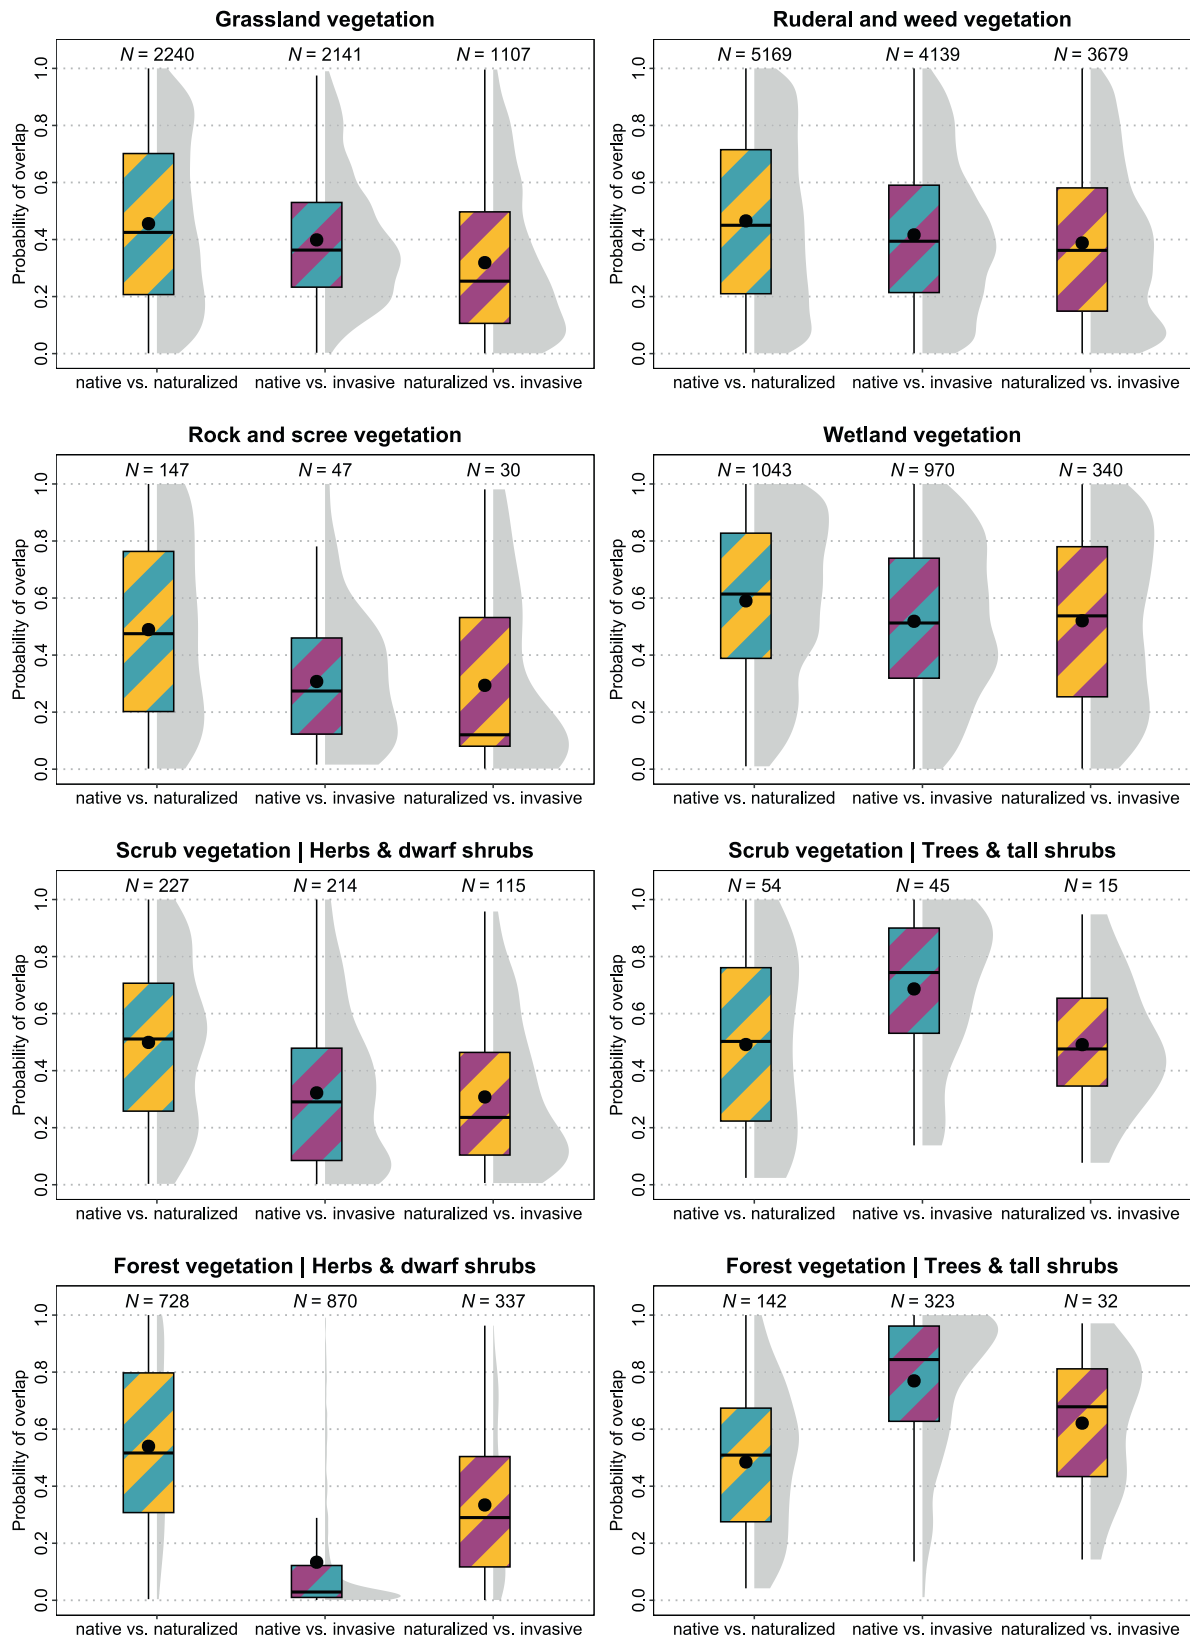 Grassland vegetation
N = 2240 N = 2141 N = 1107
Probability of overlap
1.0
0.8
0.6
0.4
0.2
0.0
native vs. naturalized native vs. invasive naturalized vs. invasive
Ruderal and weed vegetation
N = 5169 N = 4139 N = 3679
Probability of overlap
1.0
0.8
0.6
0.4
0.2
0.0
native vs. naturalized native vs. invasive naturalized vs. invasive
Rock and scree vegetation
N = 147 N = 47 N = 30
Probability of overlap
1.0
0.8
0.6
0.4
0.2
0.0
native vs. naturalized native vs. invasive naturalized vs. invasive
Wetland vegetation
N = 1043 N = 970 N = 340
Probability of overlap
1.0
0.8
0.6
0.4
0.2
0.0
native vs. naturalized native vs. invasive naturalized vs. invasive
Scrub vegetation | Herbs & dwarf shrubs
N = 227 N = 214 N = 115
Probability of overlap
1.0
0.8
0.6
0.4
0.2
0.0
native vs. naturalized native vs. invasive naturalized vs. invasive
Scrub vegetation | Trees & tall shrubs
N = 54 N = 45 N = 15
Probability of overlap
1.0
0.8
0.6
0.4
0.2
0.0
native vs. naturalized native vs. invasive naturalized vs. invasive
Forest vegetation | Herbs & dwarf shrubs
N = 728 N = 870 N = 337
Probability of overlap
1.0
0.8
0.6
0.4
0.2
0.0
native vs. naturalized native vs. invasive naturalized vs. invasive
Forest vegetation | Trees & tall shrubs
N = 142 N = 323 N = 32
Probability of overlap
1.0
0.8
0.6
0.4
0.2
0.0
native vs. naturalized native vs. invasive naturalized vs. invasive